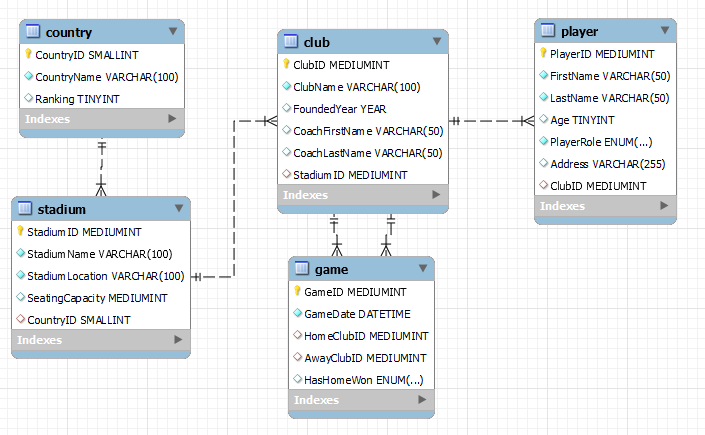 country
CountryID SMALLINT
CountryName VARCHAR(100)
Ranking TINYINT
Indexes
stadium
StadiumID MEDIUMINT
StadiumName VARCHAR(100)
StadiumLocation VARCHAR(100)
SeatingCapacity MEDIUMINT
CountryID SMALLINT
Indexes
club
ClubID MEDIUMINT
ClubName VARCHAR(100)
FoundedYear YEAR
CoachFirstName VARCHAR(50)
CoachLastName VARCHAR(50)
StadiumID MEDIUMINT
Indexes
game
GameID MEDIUMINT
GameDate DATETIME
HomeClubID MEDIUMINT
AwayClubID MEDIUMINT
HasHomeWon ENUM(...)
Indexes
player
PlayerID MEDIUMINT
FirstName VARCHAR(50)
LastName VARCHAR(50)
Age TINYINT
PlayerRole ENUM(...)
Address VARCHAR(255)
ClubID MEDIUMINT
Indexes